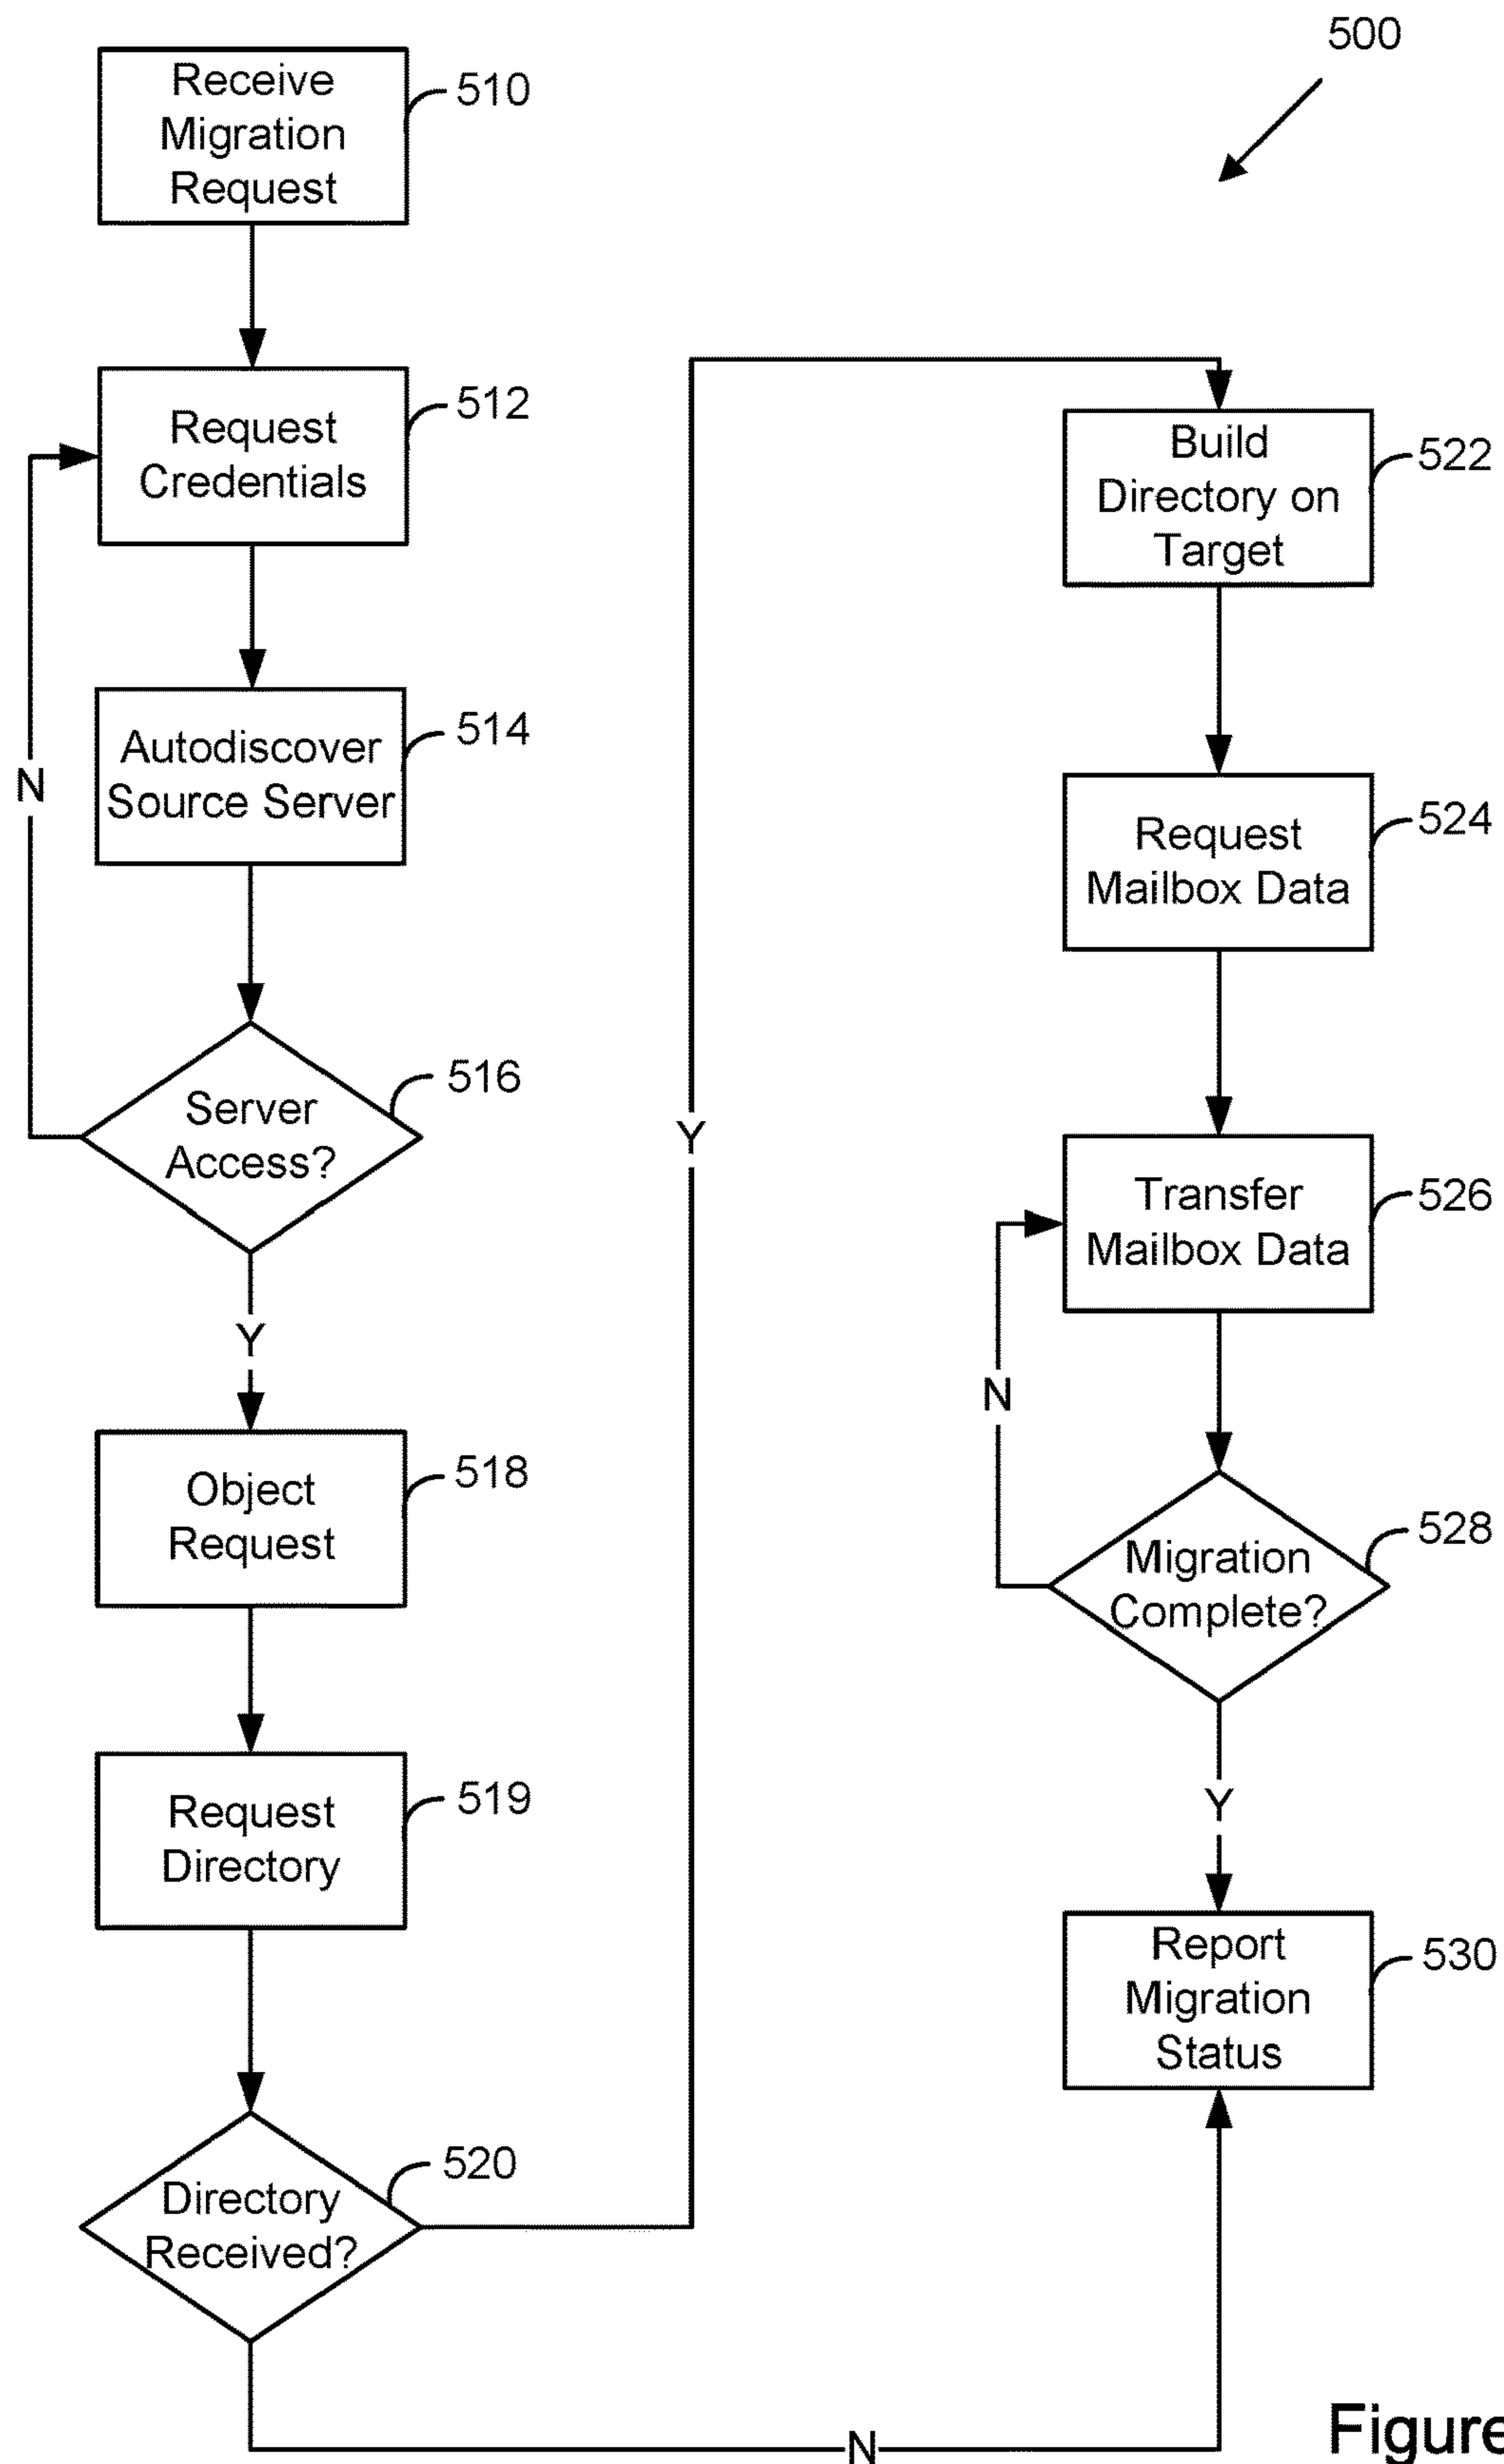 500
Receive
Migration
Request
510
Request
Credentials
512
Autodiscover
Source Server
514
N
Server
Access?
516
Y
Object
Request
518
Request
Directory
519
Directory
Received?
520
Y
N
Build
Directory on
Target
522
Request
Mailbox Data
524
Transfer
Mailbox Data
526
N
Migration
Complete?
528
Y
Report
Migration
Status
530
Figure